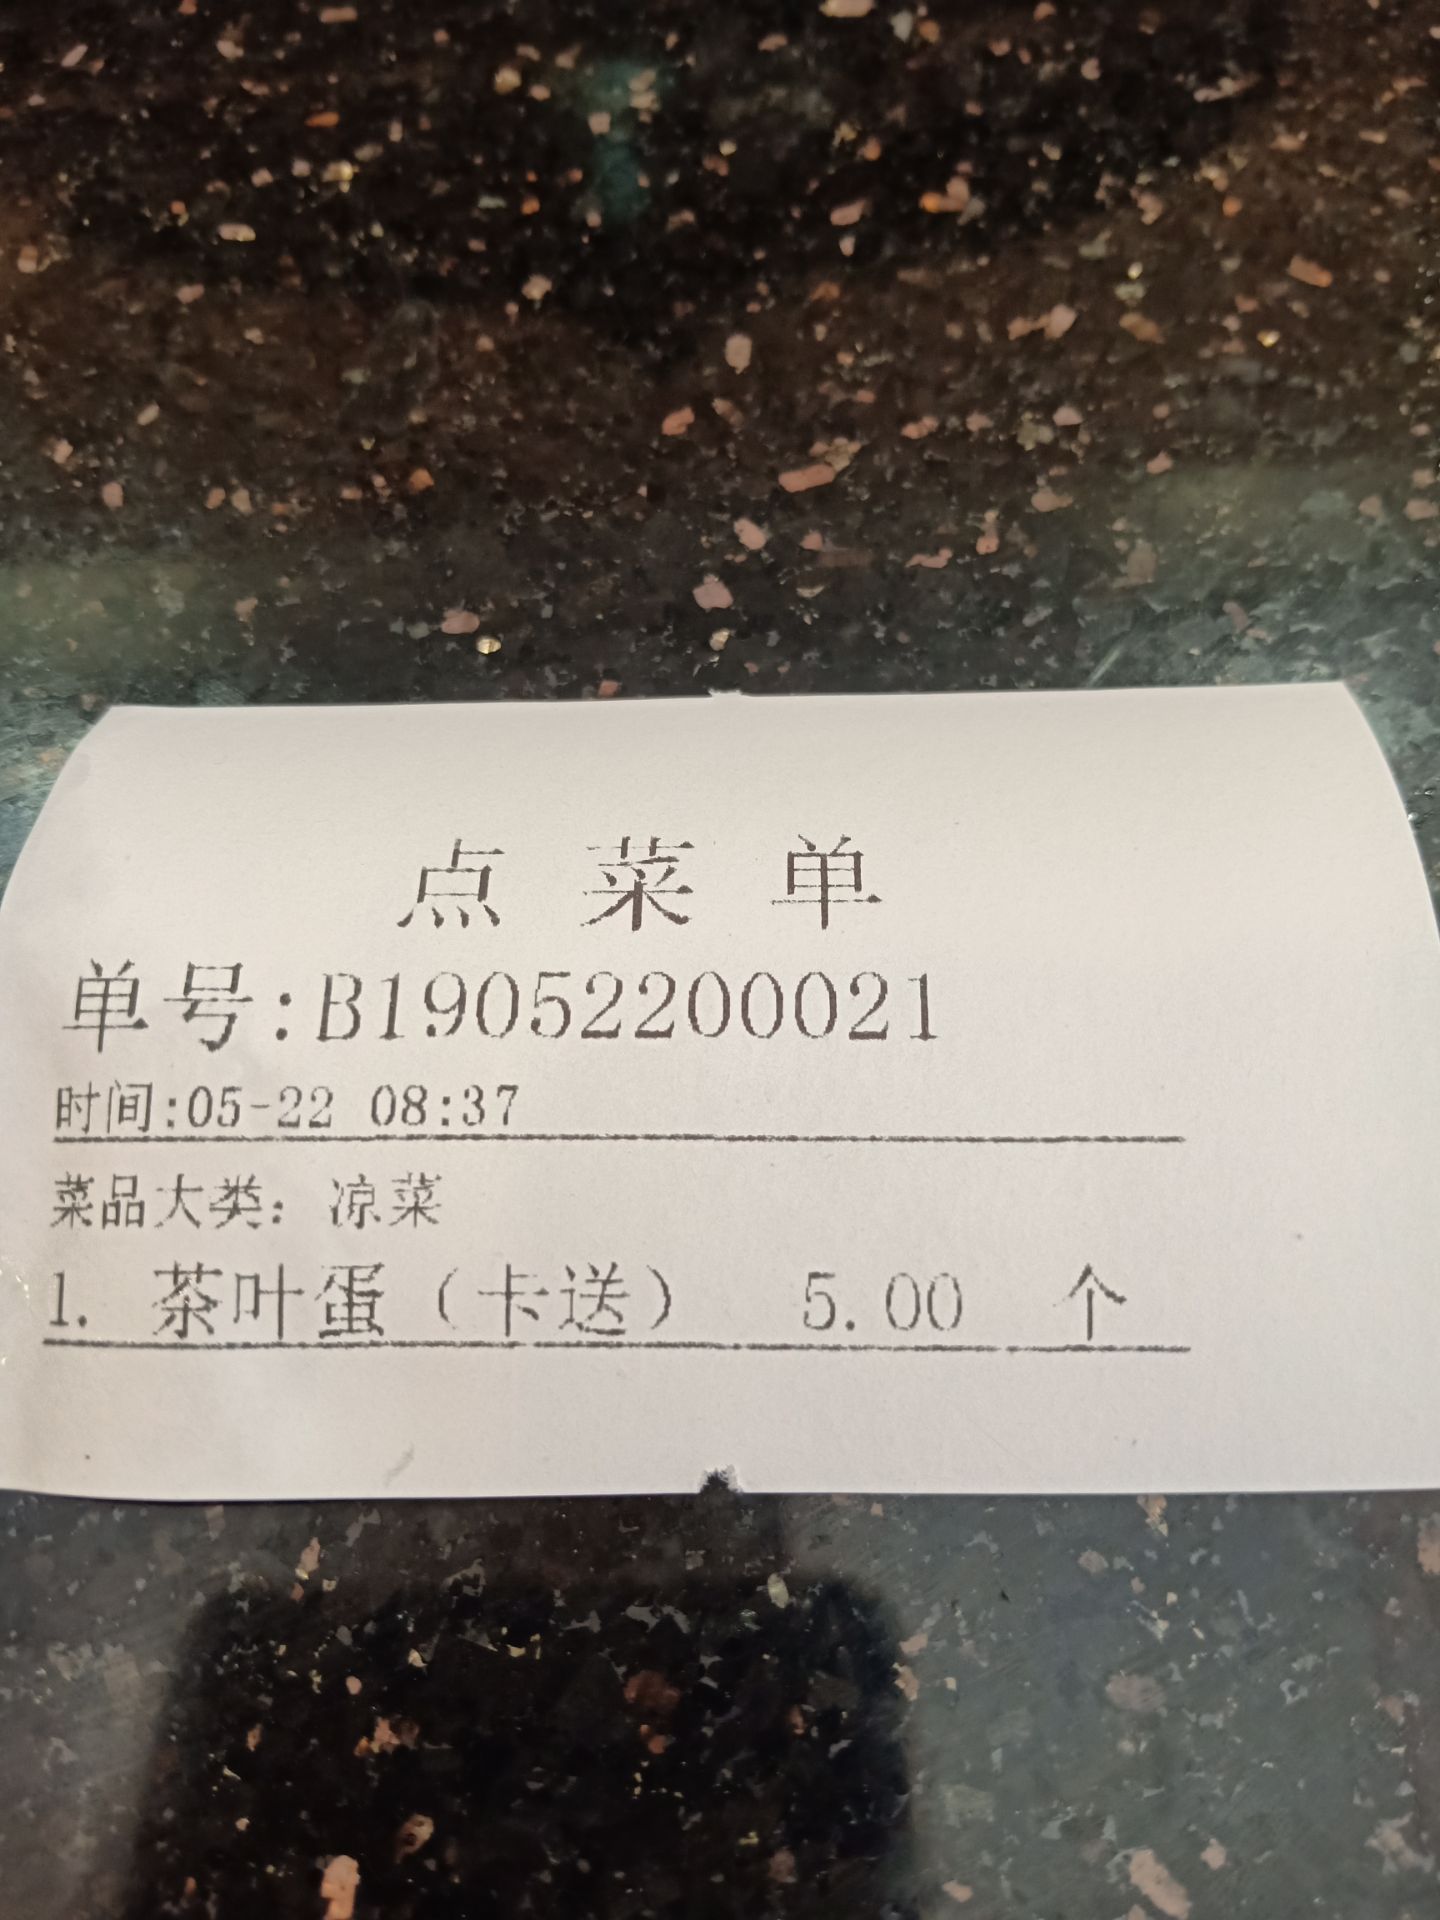 点 菜 单
单号:B19052200021
时间:05-22 08:37
菜品大类: 凉菜
1. 茶叶蛋(卡送) 5.00 个